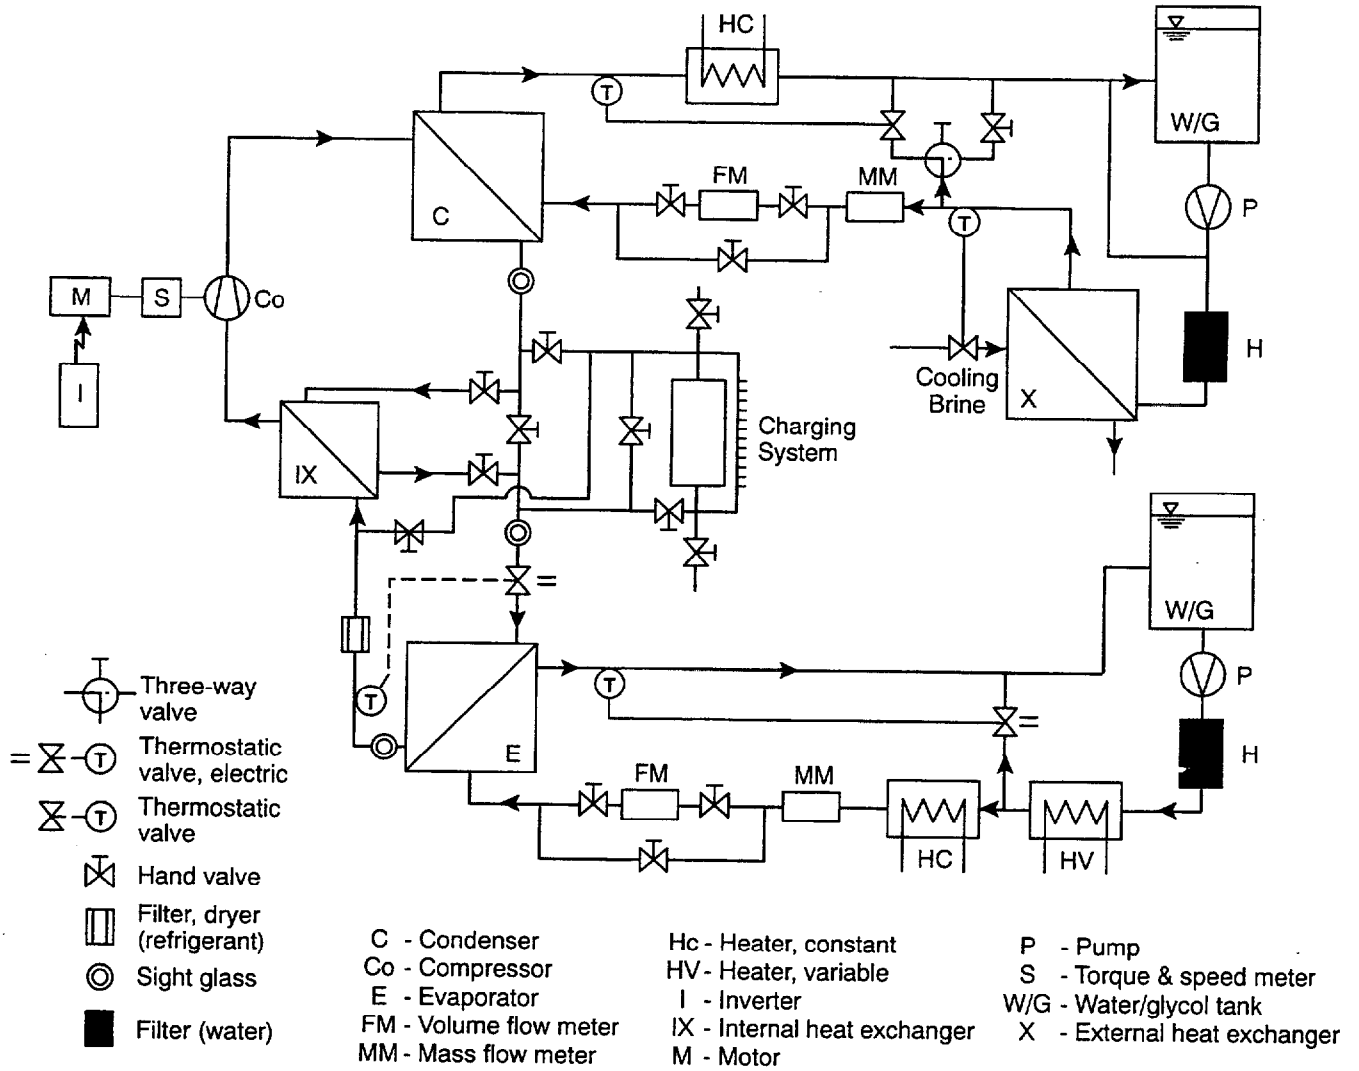 HC
T
W/G
FM
MM
P
C
T
M
S
Co
I
H
Cooling
Brine
X
Charging
System
IX
W/G
T
T
P
E
H
FM
MM
HC
HV
Three-way
valve
= T Thermostatic
valve, electric
T Thermostatic
valve
Hand valve
Filter, dryer
(refrigerant)
Sight glass
Filter (water)
C - Condenser
Co - Compressor
E - Evaporator
FM - Volume flow meter
MM - Mass flow meter
Hc - Heater, constant
HV - Heater, variable
I - Inverter
IX - Internal heat exchanger
M - Motor
P - Pump
S - Torque & speed meter
W/G - Water/glycol tank
X - External heat exchanger